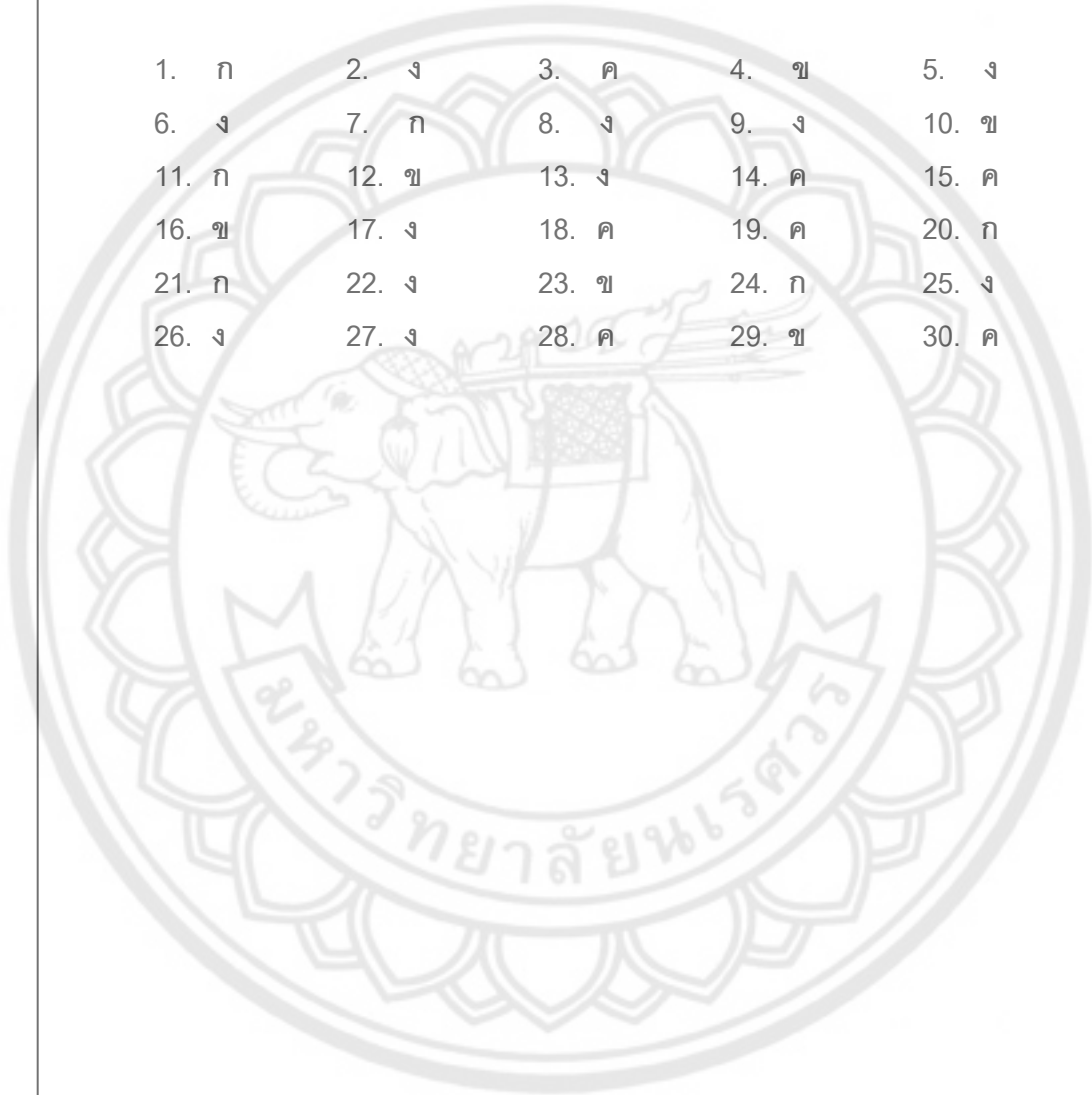 1. ก 2. ง 3. ค 4. ข 5. ง
6. ง 7. ก 8. ง 9. ง 10. ข
11. ก 12. ข 13. ง 14. ค 15. ค
16. ข 17. ง 18. ค 19. ค 20. ก
21. ก 22. ง 23. ข 24. ก 25. ง
26. ง 27. ง 28. ค 29. ข 30. ค
มหาวิทยาลัยนเรศวร